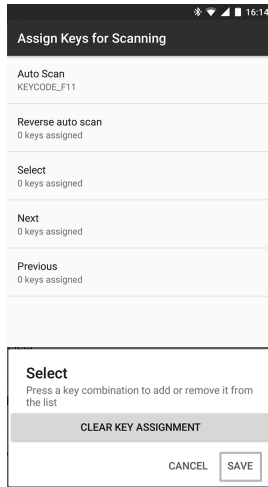 16:14
Assign Keys for Scanning
Auto Scan
KEYCODE_F11
Reverse auto scan
0 keys assigned
Select
0 keys assigned
Next
0 keys assigned
Previous
0 keys assigned
Select
Press a key combination to add or remove it from
the list
CLEAR KEY ASSIGNMENT
CANCEL SAVE